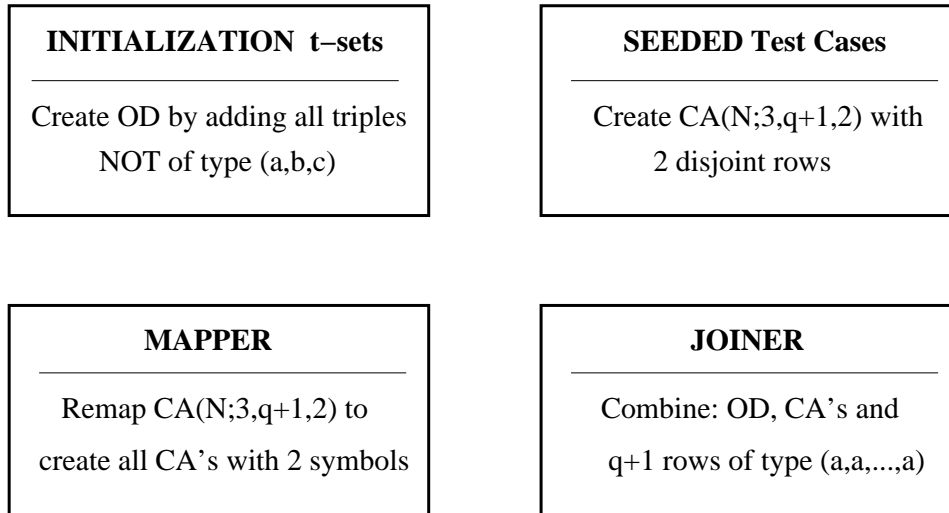 INITIALIZATION t−sets
Create OD by adding all triples
NOT of type (a,b,c)
SEEDED Test Cases
Create CA(N;3,q+1,2) with
2 disjoint rows
MAPPER
Remap CA(N;3,q+1,2) to
create all CA's with 2 symbols
JOINER
Combine: OD, CA's and
q+1 rows of type (a,a,...,a)